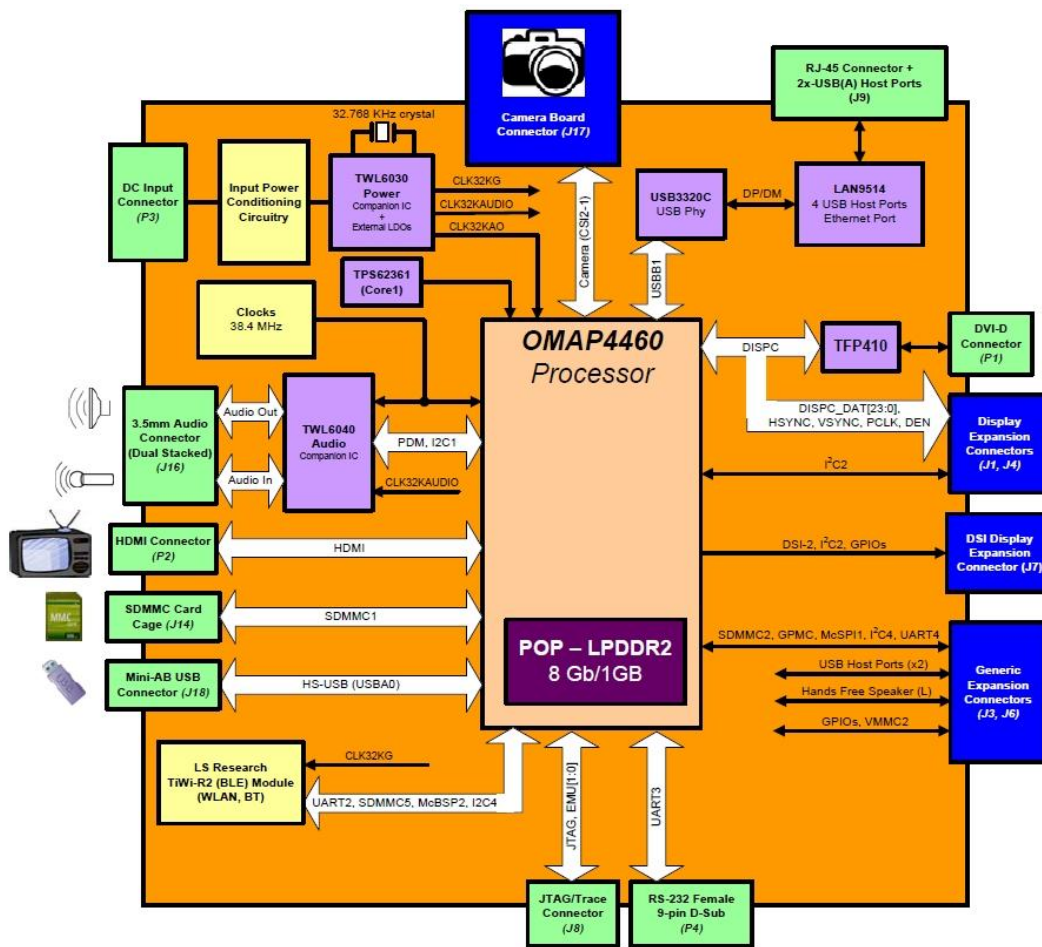 RJ-45 Connector +
2x-USB(A) Host Ports
(J9)
Camera Board
Connector (J17)
32.768 KHz crystal
DC Input
Connector
(P3)
Input Power
Conditioning
Circuitry
TWL6030
Power
Companion IC
+
External LDOs
CLK32KG
CLK32KAUDIO
CLK32KAO
Camera (CSI2-1)
USB3320C
USB Phy
DP/DM
LAN9514
4 USB Host Ports
Ethernet Port
USBB1
TPS62361
(Core1)
Clocks
38.4 MHz
OMAP4460
Processor
DISPC
TFP410
DVI-D
Connector
(P1)
DISPC_DAT[23:0],
HSYNC, VSYNC, PCLK, DEN
Display
Expansion
Connectors
(J1, J4)
I2C2
3.5mm Audio
Connector
(Dual Stacked)
(J16)
Audio Out
Audio In
TWL6040
Audio
Companion IC
PDM, I2C1
CLK32KAUDIO
HDMI Connector
(P2)
HDMI
DSI-2, I2C2, GPIOs
DSI Display
Expansion
Connector (J7)
MMC
SDMMC Card
Cage (J14)
SDMMC1
POP – LPDDR2
8 Gb/1GB
SDMMC2, GPMC, McSPI1, I2C4, UART4
USB Host Ports (x2)
Hands Free Speaker (L)
GPIOs, VMMC2
Generic
Expansion
Connectors
(J3, J6)
Mini-AB USB
Connector (J18)
HS-USB (USBA0)
LS Research
TiWi-R2 (BLE) Module
(WLAN, BT)
CLK32KG
UART2, SDMMC5, McBSP2, I2C4
JTAG, EMU[1:0]
UART3
JTAG/Trace
Connector
(J8)
RS-232 Female
9-pin D-Sub
(P4)